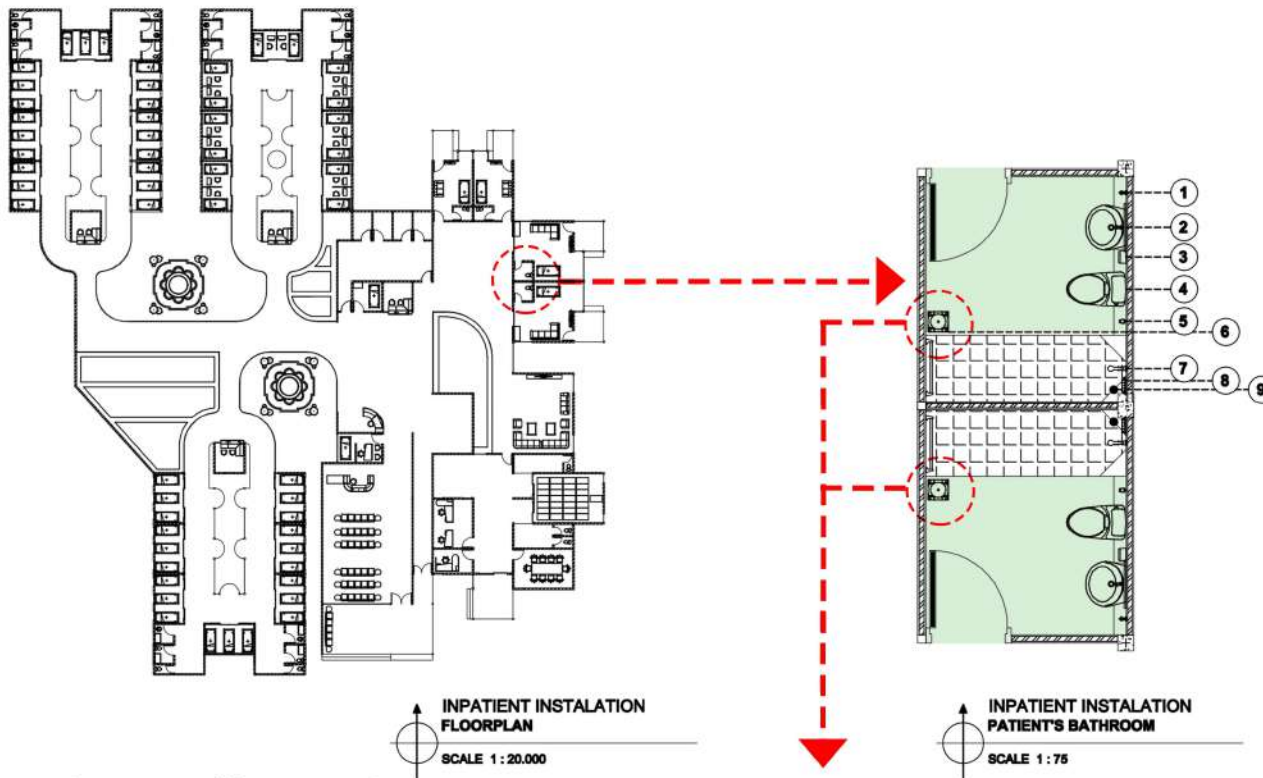 1
2
3
4
5
6
7
8
9
INPATIENT INSTALATION
FLOORPLAN
SCALE 1 : 20.000
INPATIENT INSTALATION
PATIENT'S BATHROOM
SCALE 1 : 75